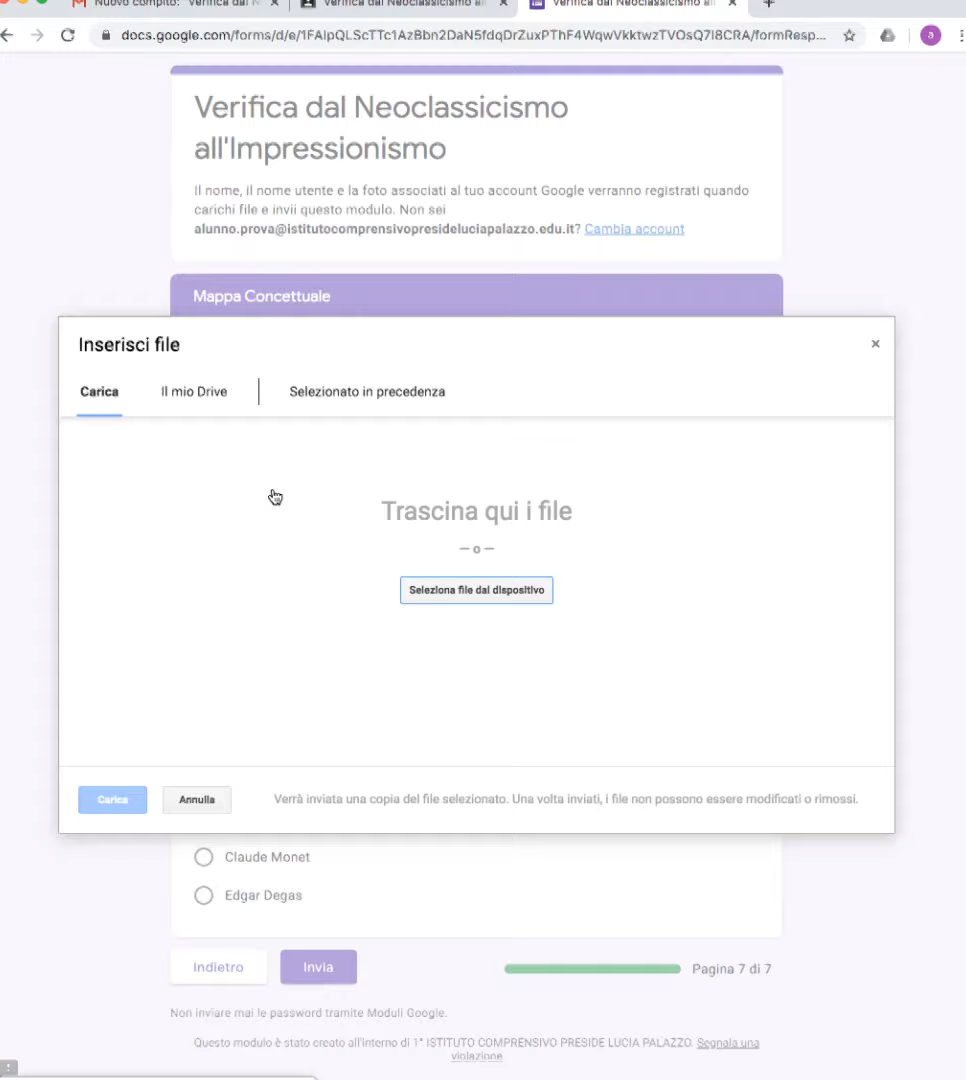 Nuovo compito: "Verifica dal N
Verifica dal Neoclassicismo al
Verifica dal Neoclassicismo all
docs.google.com/forms/d/e/1FAIpQLScTTc1AzBbn2DaN5fdqDrZuxPThF4WqwVkktwzTVOsQ7l8CRA/formResp...
a
Verifica dal Neoclassicismo
all'Impressionismo
Il nome, il nome utente e la foto associati al tuo account Google verranno registrati quando
carichi file e invii questo modulo. Non sei
alunno.prova@istitutocomprensivopresideluciapalazzo.edu.it? Cambia account
Mappa Concettuale
Inserisci file
Carica
Il mio Drive
Selezionato in precedenza
Trascina qui i file
— o —
Seleziona file dal dispositivo
Carica
Annulla
Verrà inviata una copia del file selezionato. Una volta inviati, i file non possono essere modificati o rimossi.
Claude Monet
Edgar Degas
Indietro
Invia
Pagina 7 di 7
Non inviare mai le password tramite Moduli Google.
Questo modulo è stato creato all'interno di 1° ISTITUTO COMPRENSIVO PRESIDE LUCIA PALAZZO. Segnala una
violazione